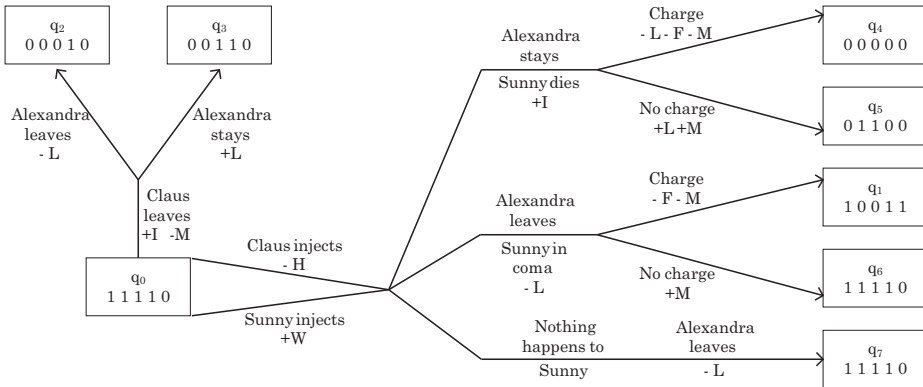 q2
0 0 0 1 0
q3
0 0 1 1 0
Alexandra
leaves
- L
Alexandra
stays
+L
Claus
leaves
+I -M
q0
1 1 1 1 0
Claus injects
- H
Sunny injects
+W
Alexandra
stays
Sunny dies
+I
Charge
- L - F - M
No charge
+L +M
q4
0 0 0 0 0
q5
0 1 1 0 0
Alexandra
leaves
Sunny in
coma
- L
Charge
- F - M
No charge
+M
q1
1 0 0 1 1
q6
1 1 1 1 0
Nothing
happens to
Sunny
Alexandra
leaves
- L
q7
1 1 1 1 0